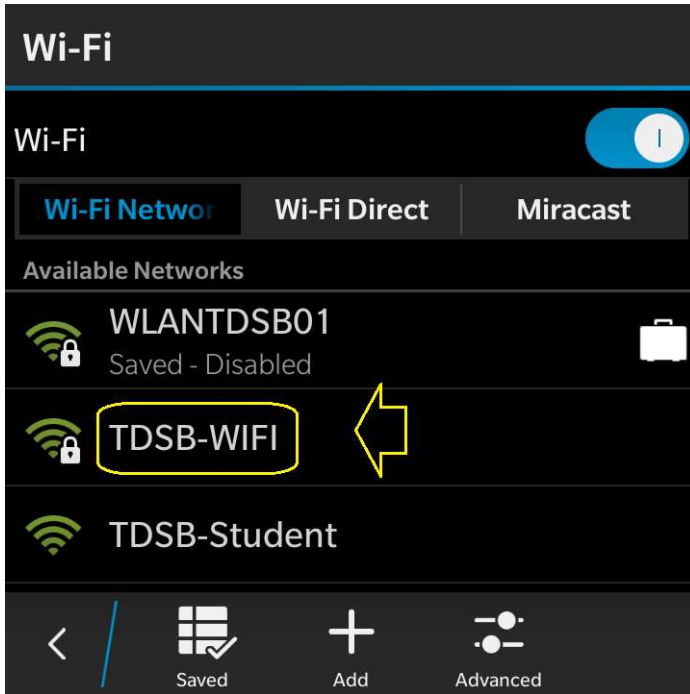 Wi-Fi
Wi-Fi
Wi-Fi Networ
Wi-Fi Direct
Miracast
Available Networks
WLANTDSB01
Saved - Disabled
TDSB-WIFI
TDSB-Student
Saved
Add
Advanced